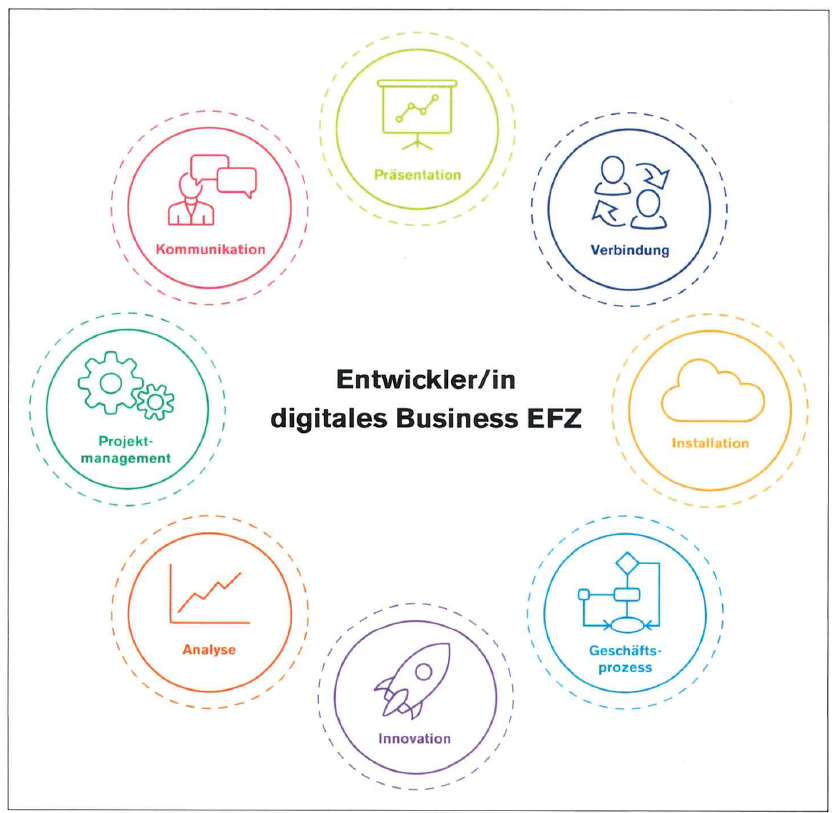 Präsentation
Kommunikation
Verbindung
Entwickler/in
digitales Business EFZ
Projekt-
management
Installation
Analyse
Geschäfts-
prozess
Innovation